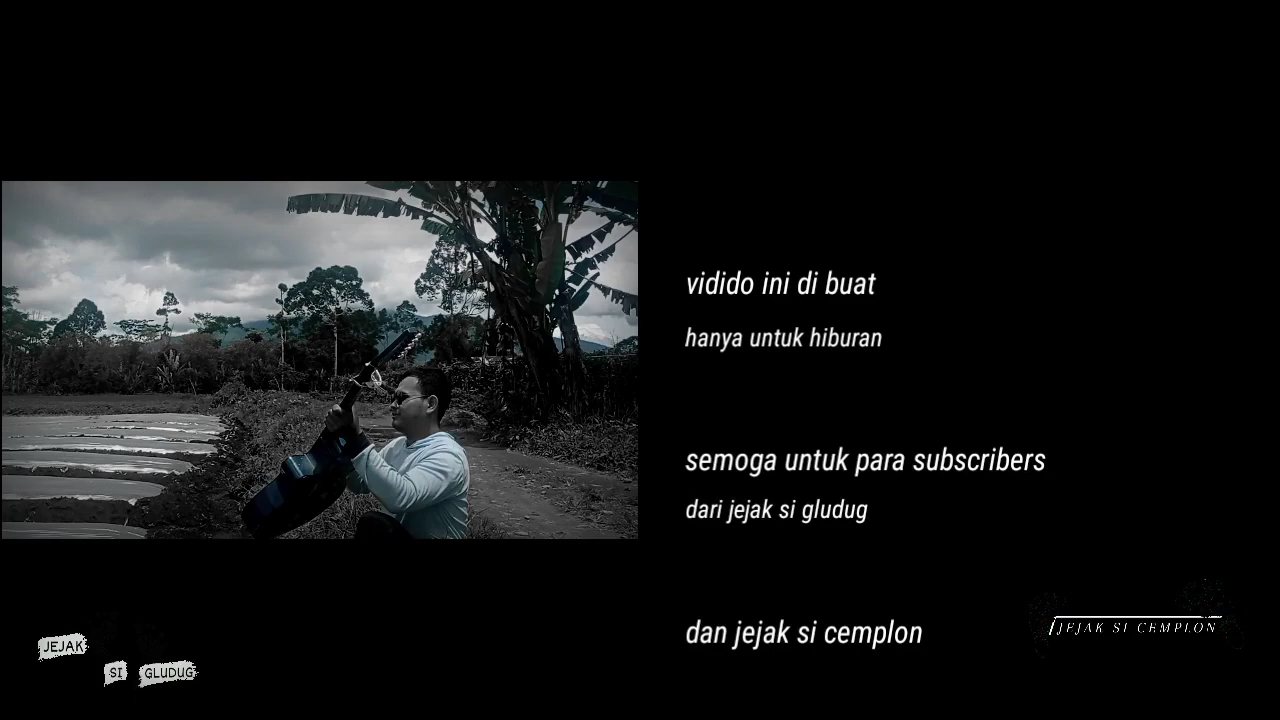 vidido ini di buat
hanya untuk hiburan
semoga untuk para subscribers
dari jejak si gludug
dan jejak si cemplon
JEJAK
SI GLUDUG
JEJAK SI CEMPLON